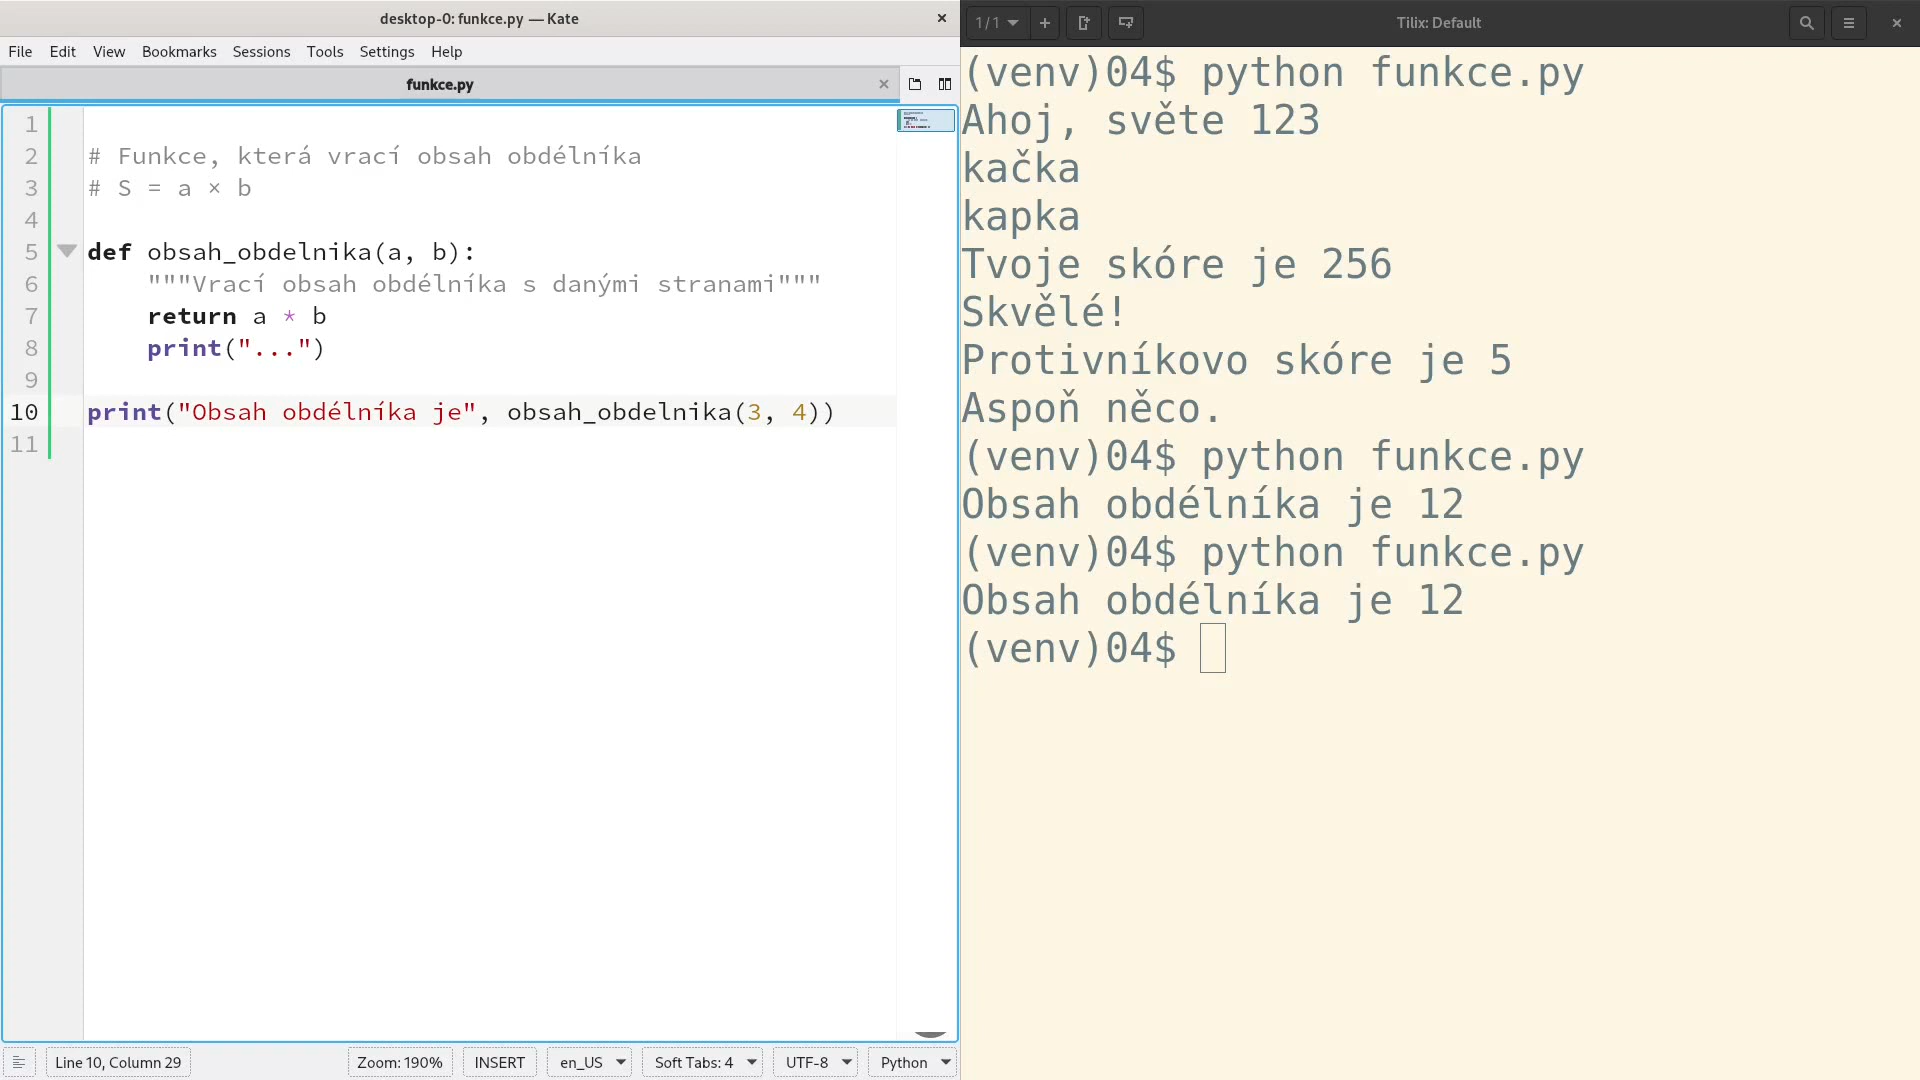 desktop-0: funkce.py — Kate
File Edit View Bookmarks Sessions Tools Settings Help
funkce.py
1
2 # Funkce, která vrací obsah obdélníka
3 # S = a × b
4
5 def obsah_obdelnika(a, b):
6 """Vrací obsah obdélníka s danými stranami"""
7 return a * b
8 print("...")
9
10 print("Obsah obdélníka je", obsah_obdelnika(3, 4))
11
Line 10, Column 29 Zoom: 190% INSERT en_US Soft Tabs: 4 UTF-8 Python
1 / 1 Tilix: Default
(venv)04$ python funkce.py
Ahoj, světe 123
kačka
kapka
Tvoje skóre je 256
Skvělé!
Protivníkovo skóre je 5
Aspoň něco.
(venv)04$ python funkce.py
Obsah obdélníka je 12
(venv)04$ python funkce.py
Obsah obdélníka je 12
(venv)04$